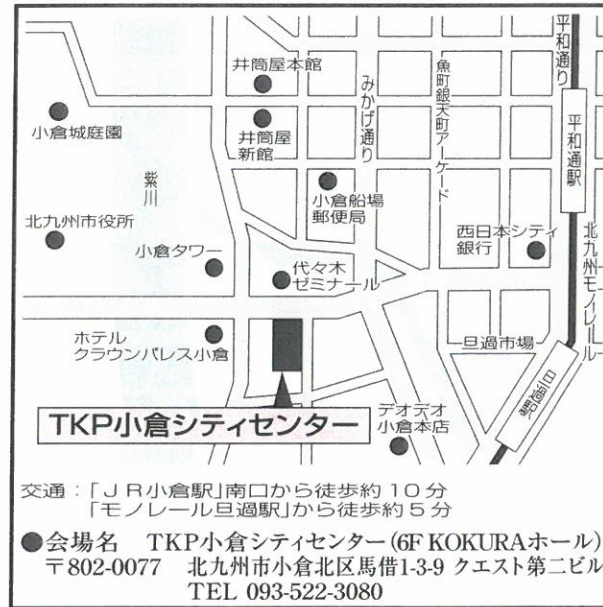 平和通り
井筒屋本館
みかげ通り
魚町銀天町アーケード
平和通駅
小倉城庭園
井筒屋
新館
紫川
小倉船場
郵便局
北九州市役所
西日本シティ
銀行
北九州モノレール
小倉タワー
代々木
ゼミナール
ホテル
クラウンパレス小倉
旦過市場
旦過駅
TKP小倉シティセンター
デオデオ
小倉本店
交通：「ＪＲ小倉駅」南口から徒歩約10分
「モノレール旦過駅」から徒歩約5分
●会場名　TKP小倉シティセンター(6F KOKURAホール)
〒802-0077　北九州市小倉北区馬借1-3-9 クエスト第二ビル
TEL 093-522-3080